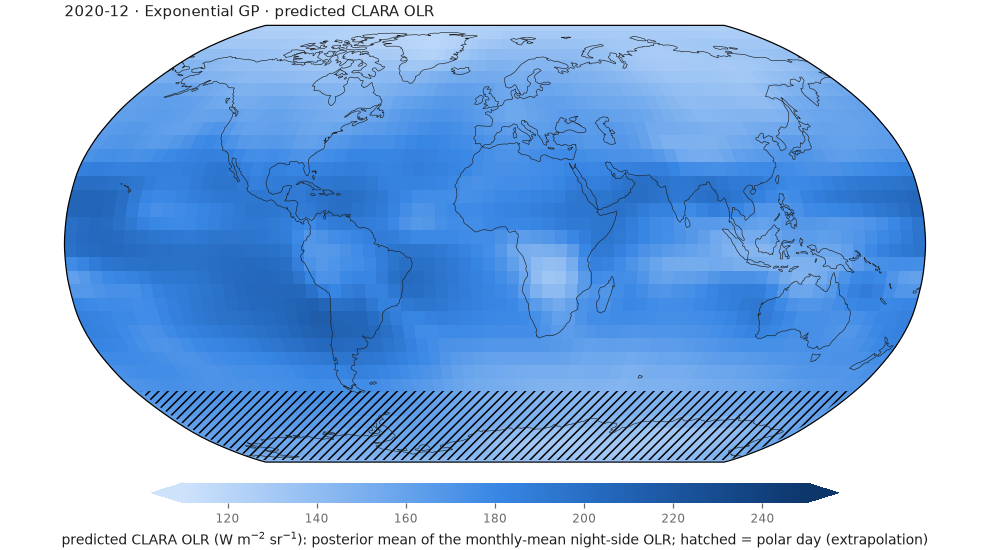 2020-12 · Exponential GP · predicted CLARA OLR
120 140 160 180 200 220 240
predicted CLARA OLR (W m⁻² sr⁻¹): posterior mean of the monthly-mean night-side OLR; hatched = polar day (extrapolation)